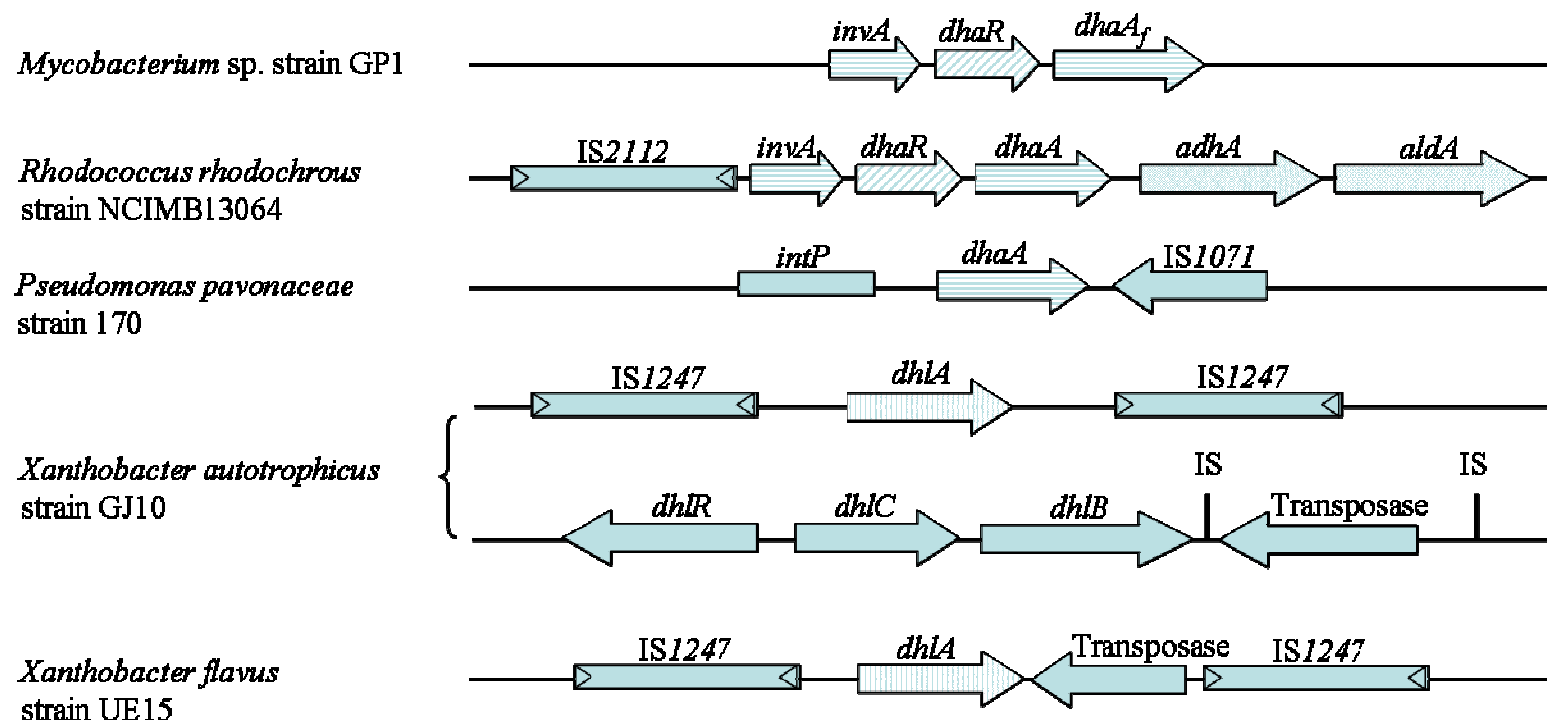 invA dhaR dhaAf
Mycobacterium sp. strain GP1
IS2112 invA dhaR dhaA adhA aldA
Rhodococcus rhodochrous
strain NCIMB13064
intP dhaA IS1071
Pseudomonas pavonaceae
strain 170
IS1247 dhlA IS1247
Xanthobacter autotrophicus
strain GJ10
IS IS
dhlR dhlC dhlB Transposase
IS1247 dhlA Transposase IS1247
Xanthobacter flavus
strain UE15